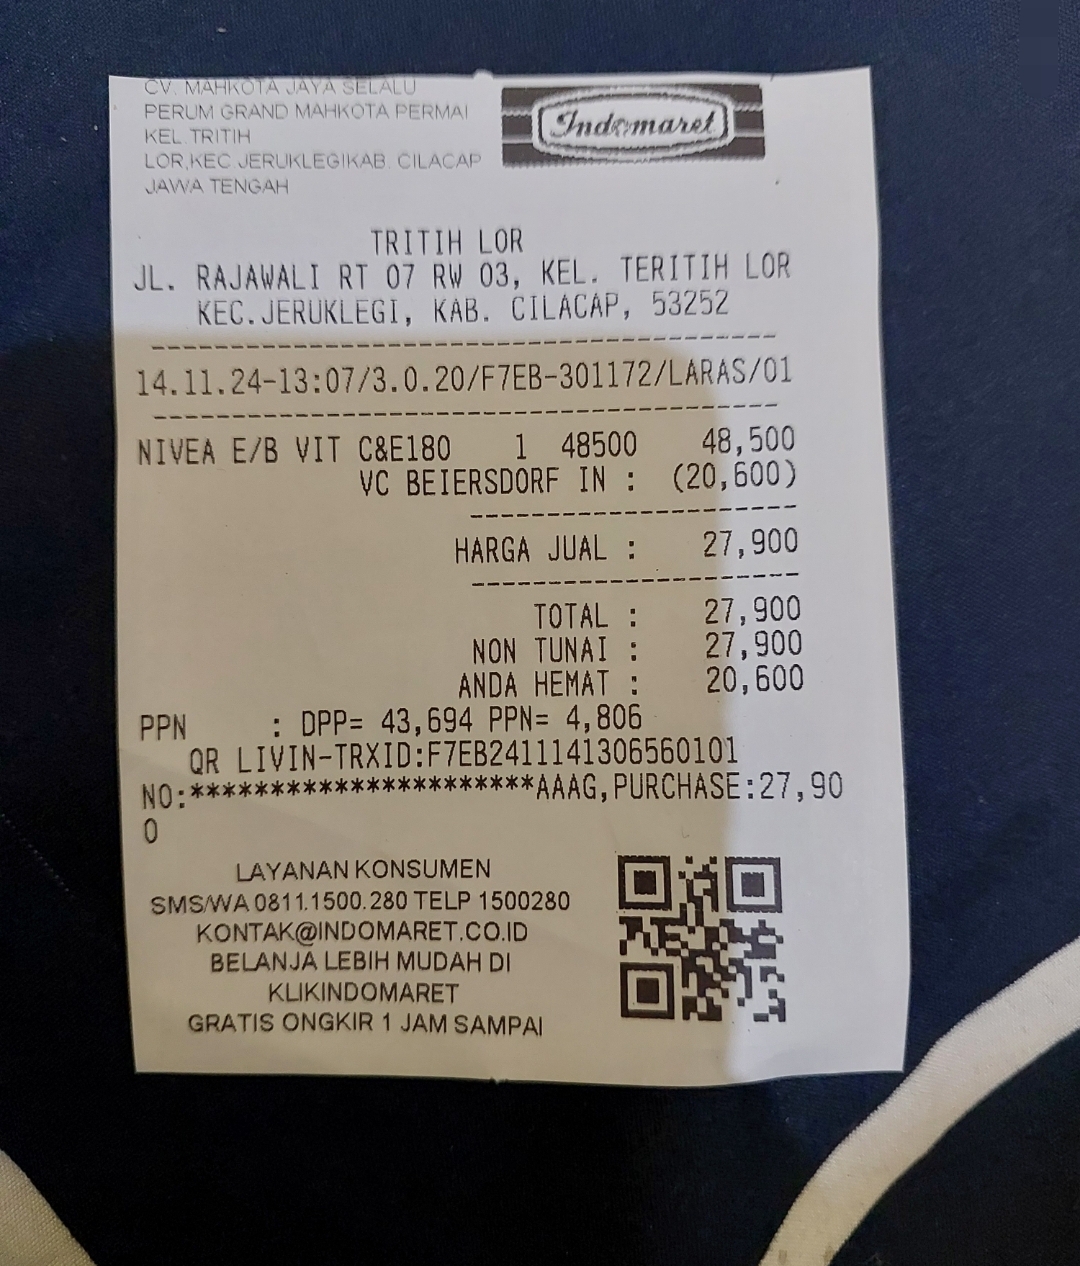 CV. MAHKOTA JAYA SELALU
PERUM GRAND MAHKOTA PERMAI
KEL.TRITIH
LOR,KEC.JERUKLEGIKAB. CILACAP
JAWA TENGAH
Indomaret
TRITIH LOR
JL. RAJAWALI RT 07 RW 03, KEL. TERITIH LOR
KEC.JERUKLEGI, KAB. CILACAP, 53252
14.11.24-13:07/3.0.20/F7EB-301172/LARAS/01
NIVEA E/B VIT C&E180 1 48500 48,500
VC BEIERSDORF IN : (20,600)
HARGA JUAL : 27,900
TOTAL : 27,900
NON TUNAI : 27,900
ANDA HEMAT : 20,600
PPN : DPP= 43,694 PPN= 4,806
QR LIVIN-TRXID:F7EB2411141306560101
NO:**********************AAAG,PURCHASE:27,90
0
LAYANAN KONSUMEN
SMS/WA 0811.1500.280 TELP 1500280
KONTAK@INDOMARET.CO.ID
BELANJA LEBIH MUDAH DI
KLIKINDOMARET
GRATIS ONGKIR 1 JAM SAMPAI